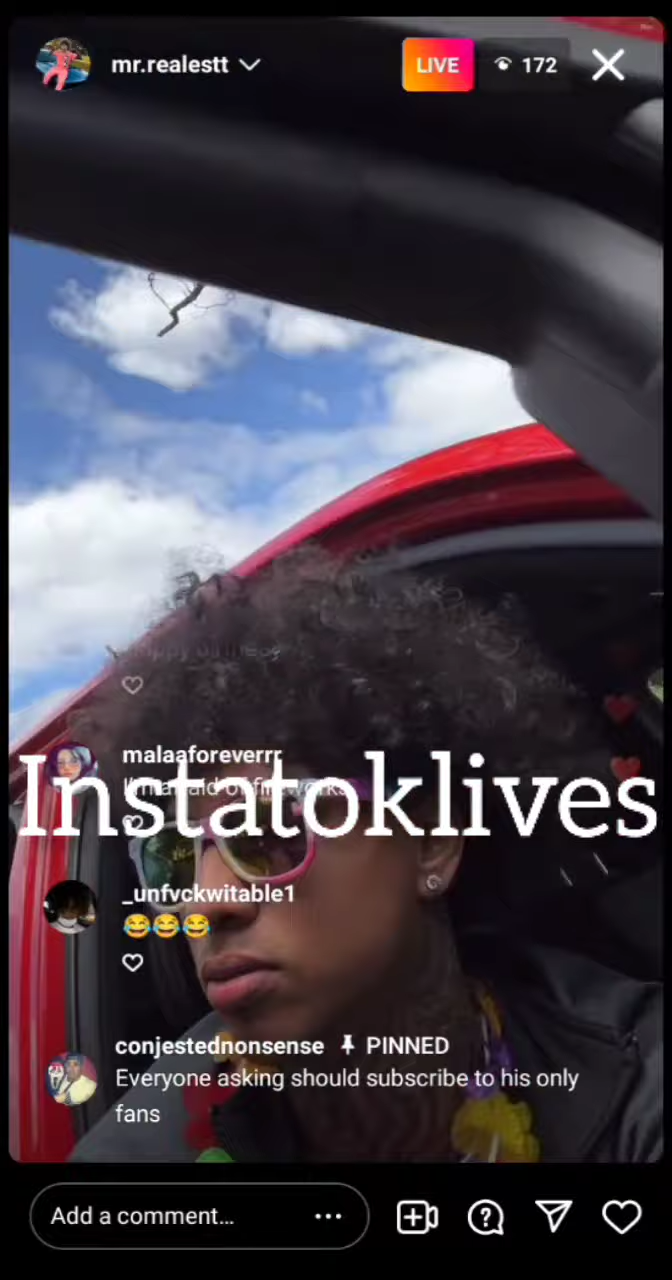 mr.realestt
LIVE
172
malaaforeverrr
Instatoklives
_unfvckwitable1
😂😂😂
conjestednonsense PINNED
Everyone asking should subscribe to his only
fans
Add a comment...